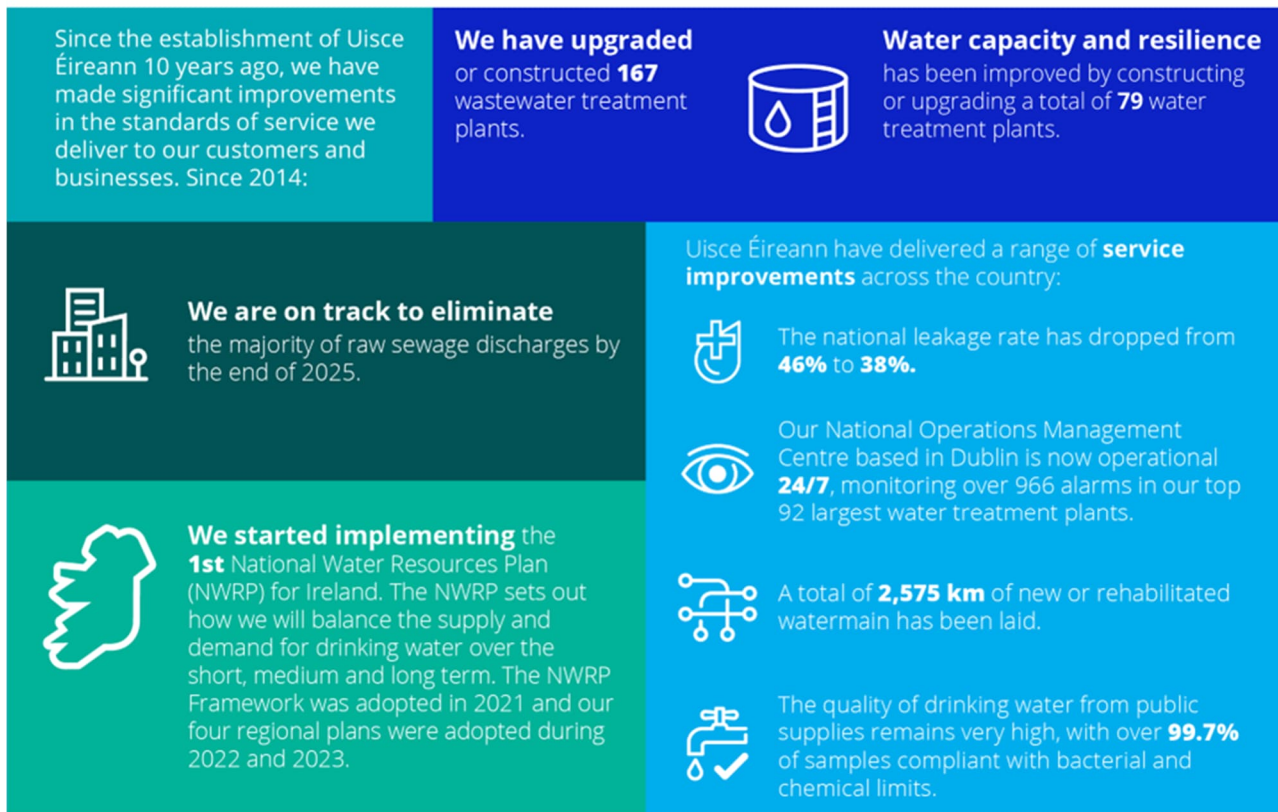 Since the establishment of Uisce
Éireann 10 years ago, we have
made significant improvements
in the standards of service we
deliver to our customers and
businesses. Since 2014:
We have upgraded
or constructed 167
wastewater treatment
plants.
Water capacity and resilience
has been improved by constructing
or upgrading a total of 79 water
treatment plants.
We are on track to eliminate
the majority of raw sewage discharges by
the end of 2025.
We started implementing the
1st National Water Resources Plan
(NWRP) for Ireland. The NWRP sets out
how we will balance the supply and
demand for drinking water over the
short, medium and long term. The NWRP
Framework was adopted in 2021 and our
four regional plans were adopted during
2022 and 2023.
Uisce Éireann have delivered a range of service
improvements across the country:
The national leakage rate has dropped from
46% to 38%.
Our National Operations Management
Centre based in Dublin is now operational
24/7, monitoring over 966 alarms in our top
92 largest water treatment plants.
A total of 2,575 km of new or rehabilitated
watermain has been laid.
The quality of drinking water from public
supplies remains very high, with over 99.7%
of samples compliant with bacterial and
chemical limits.